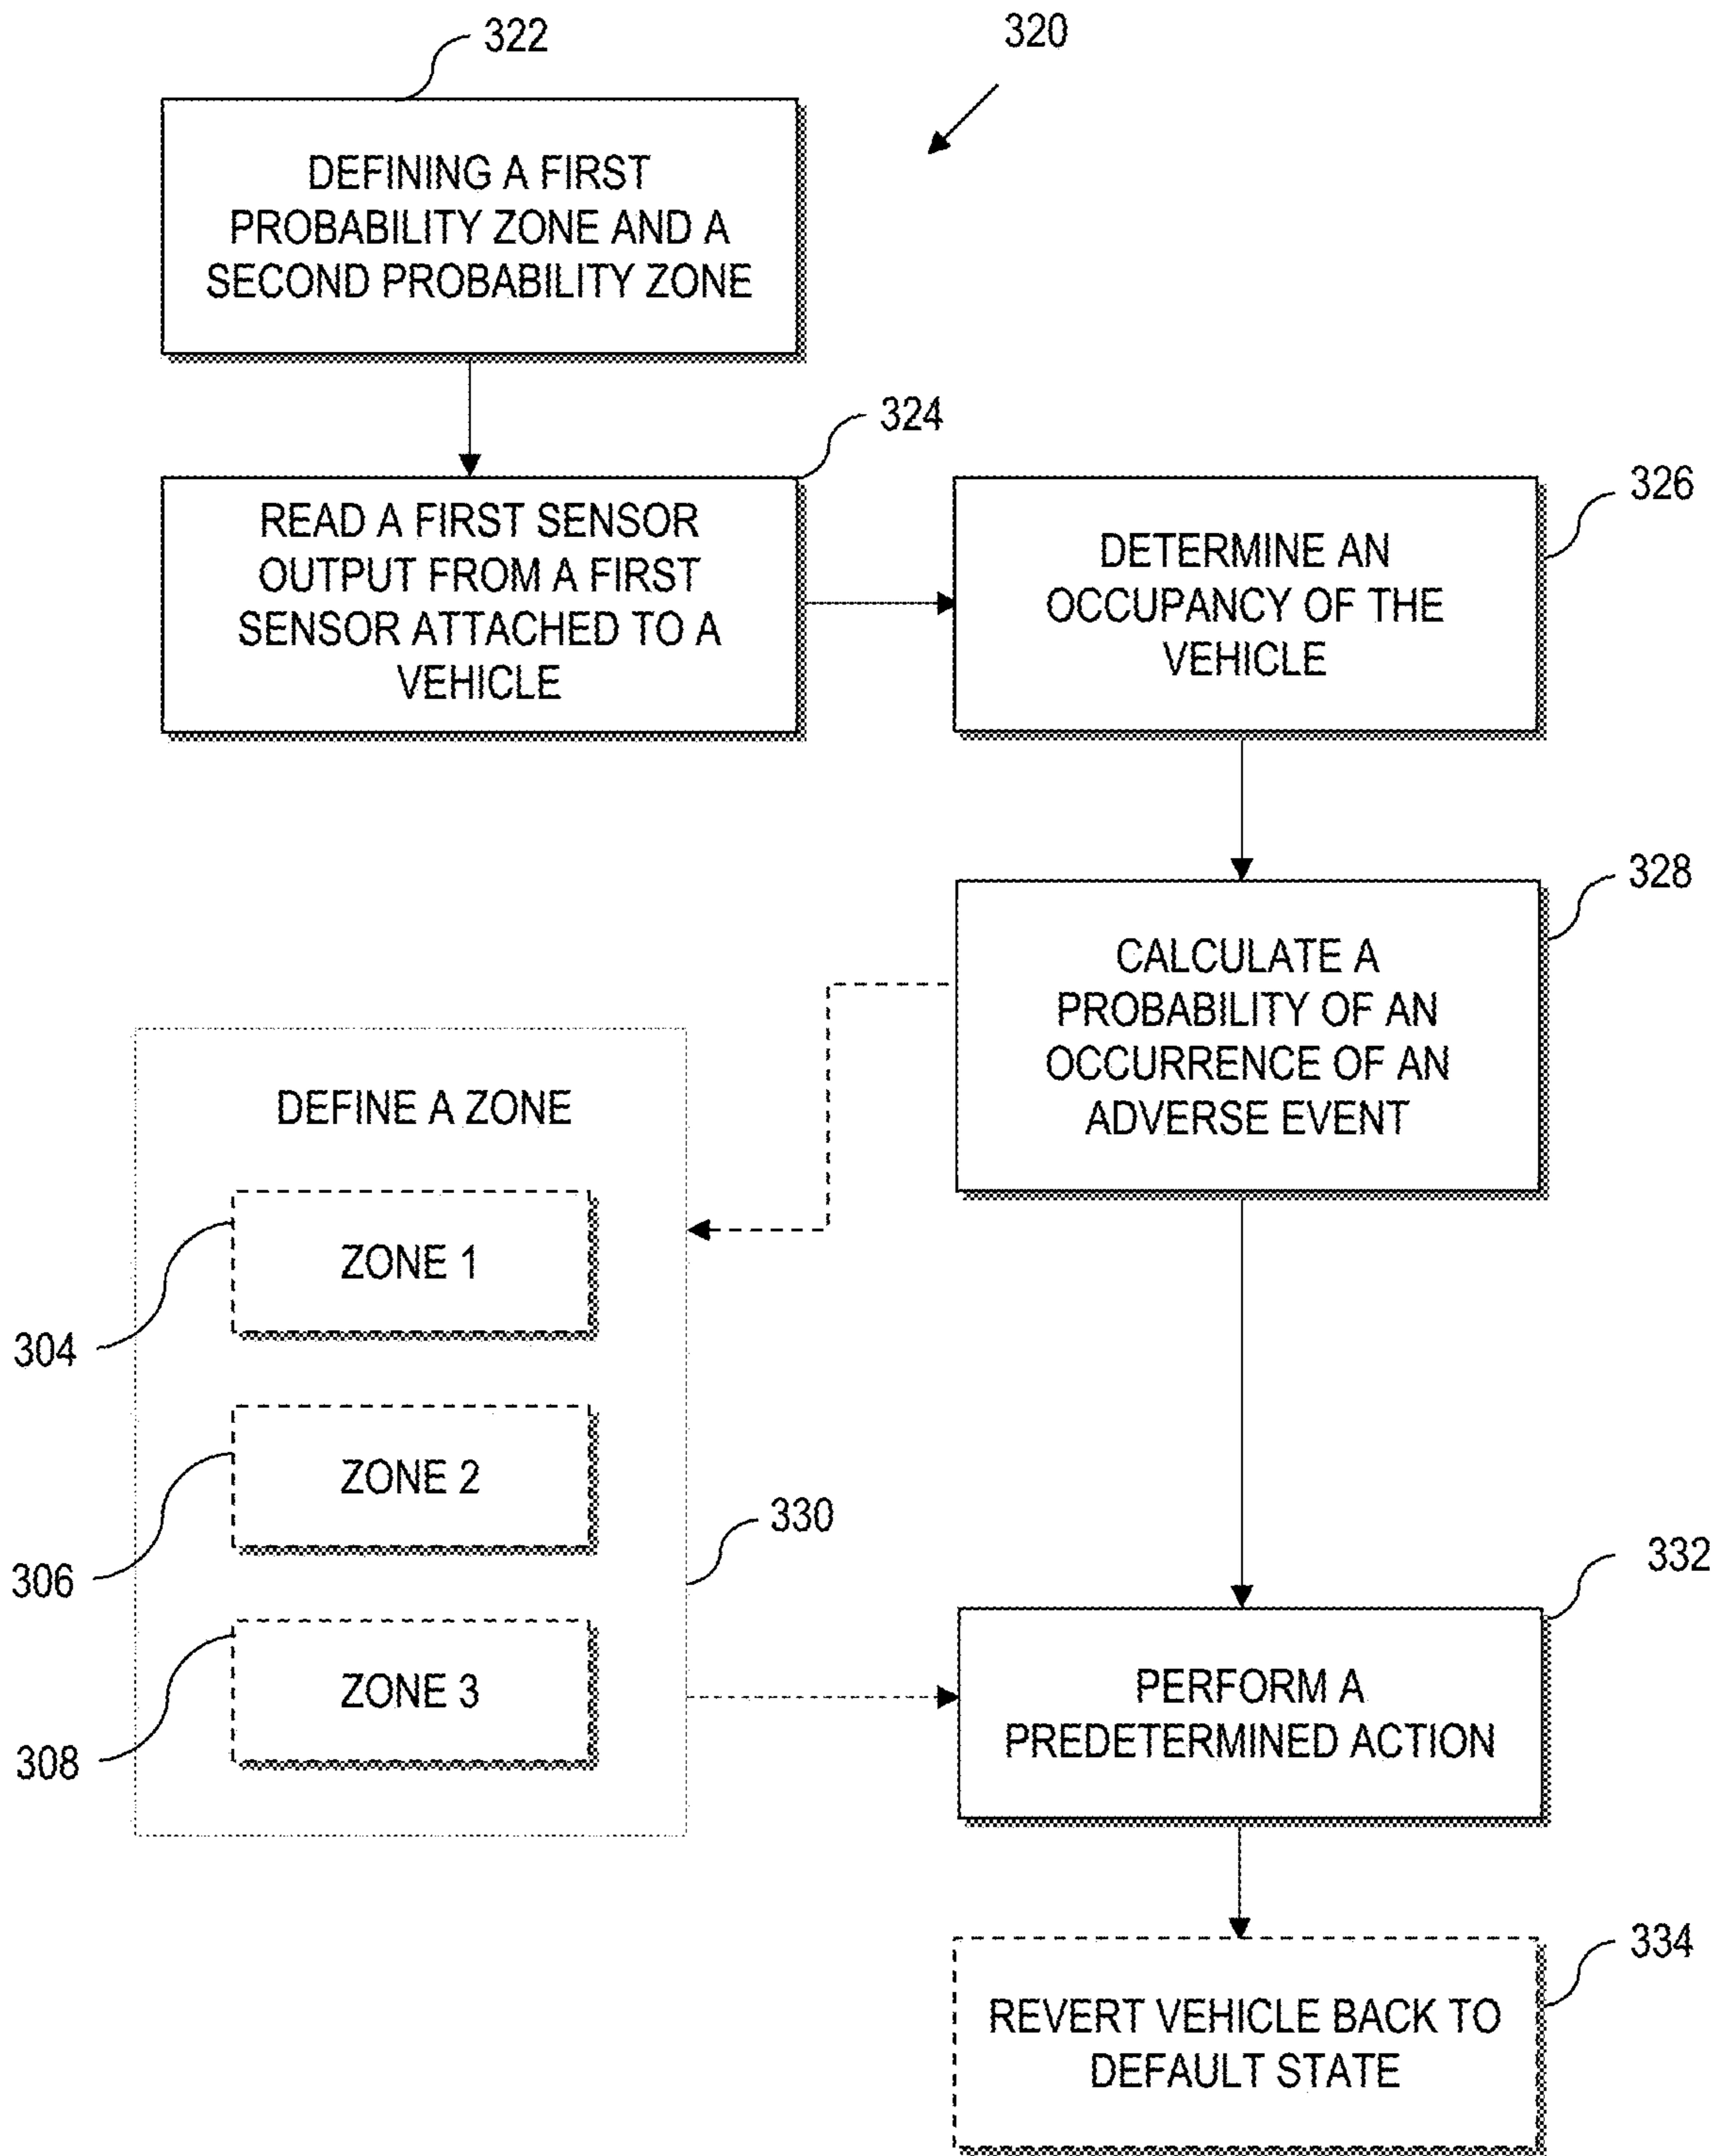 322
320
DEFINING A FIRST
PROBABILITY ZONE AND A
SECOND PROBABILITY ZONE
324
READ A FIRST SENSOR
OUTPUT FROM A FIRST
SENSOR ATTACHED TO A
VEHICLE
326
DETERMINE AN
OCCUPANCY OF THE
VEHICLE
328
CALCULATE A
PROBABILITY OF AN
OCCURRENCE OF AN
ADVERSE EVENT
DEFINE A ZONE
ZONE 1
304
ZONE 2
306
330
ZONE 3
308
332
PERFORM A
PREDETERMINED ACTION
334
REVERT VEHICLE BACK TO
DEFAULT STATE